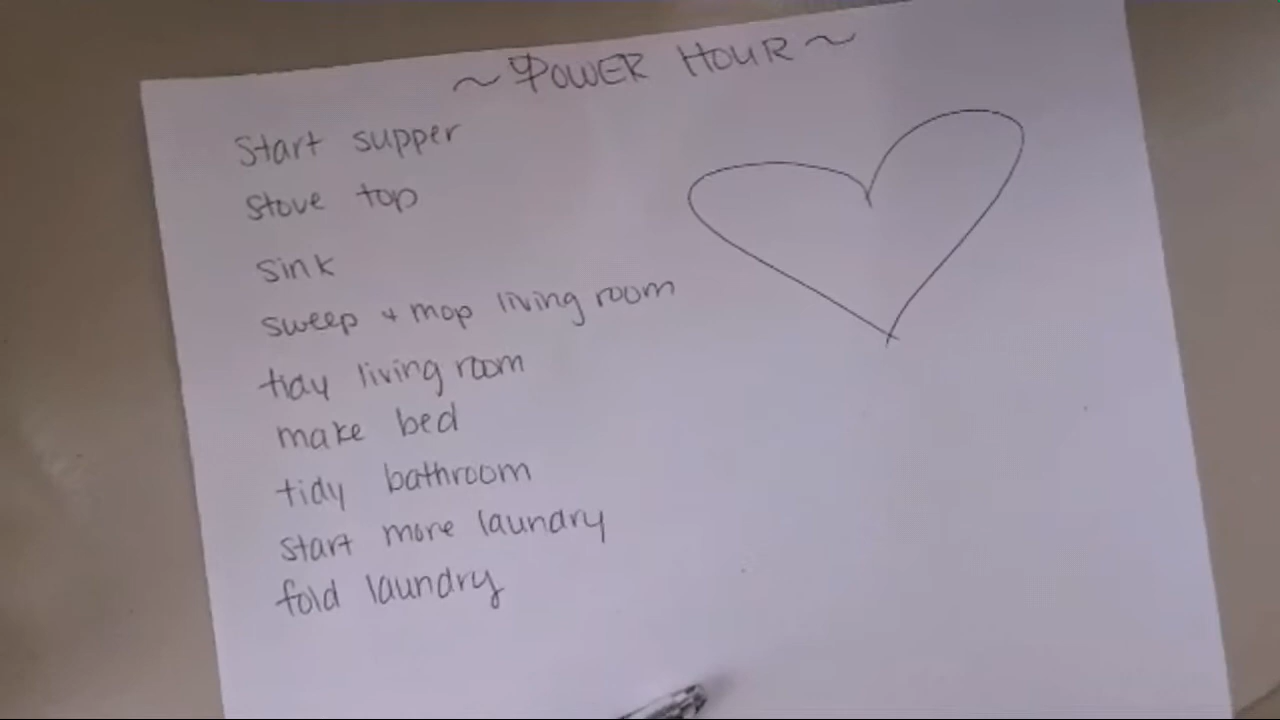 ~ POWER HOUR ~
Start supper
stove top
sink
sweep + mop living room
tidy living room
make bed
tidy bathroom
start more laundry
fold laundry